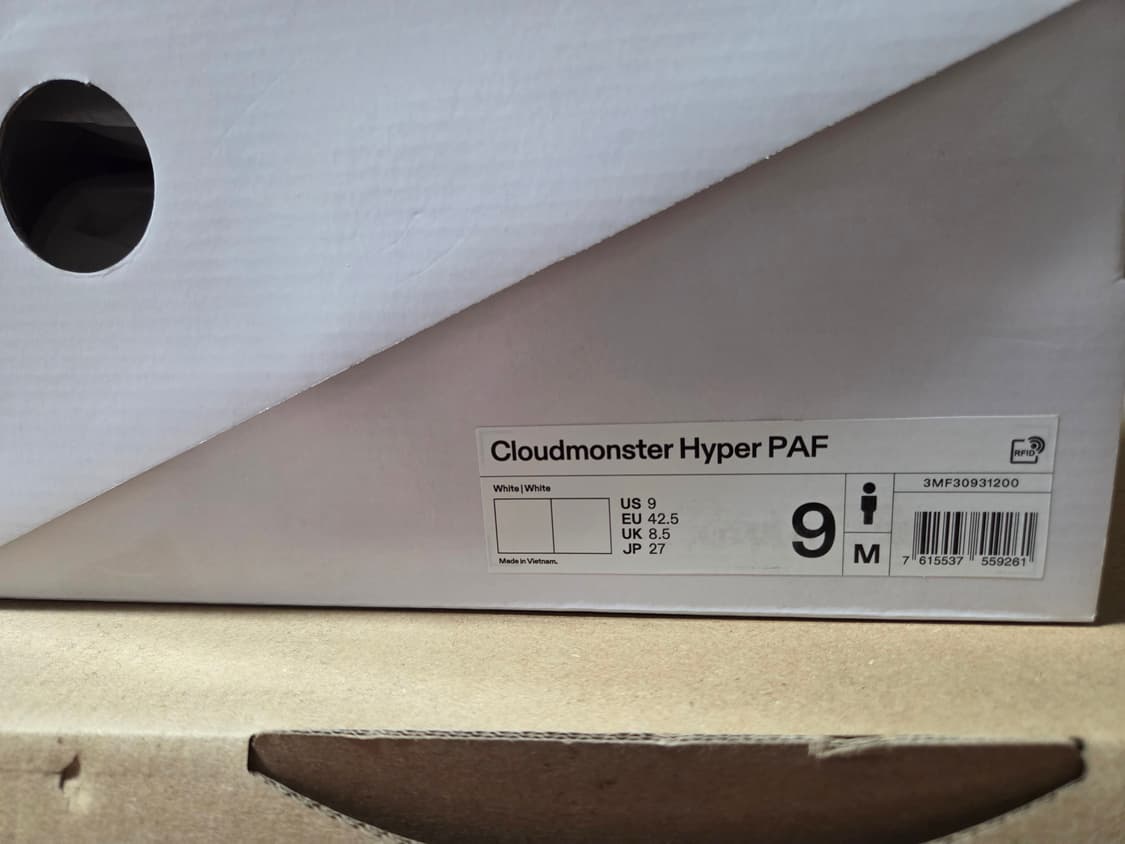 Cloudmonster Hyper PAF
RFID
White | White
US 9
EU 42.5
UK 8.5
JP 27
Made in Vietnam.
9
M
3MF30931200
7 615537 559261